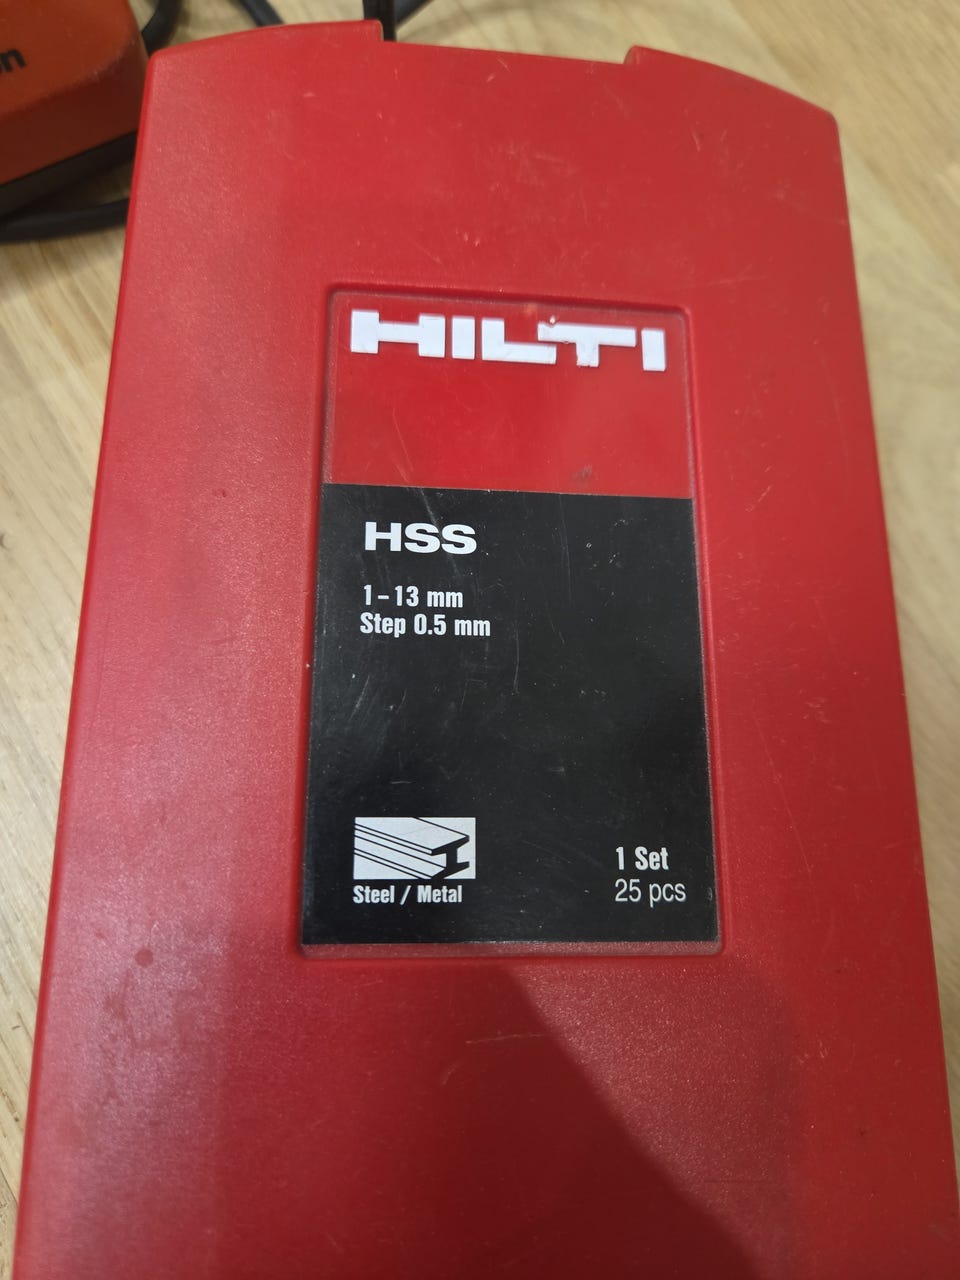 HILTI
HSS
1-13 mm
Step 0.5 mm
Steel / Metal
1 Set
25 pcs